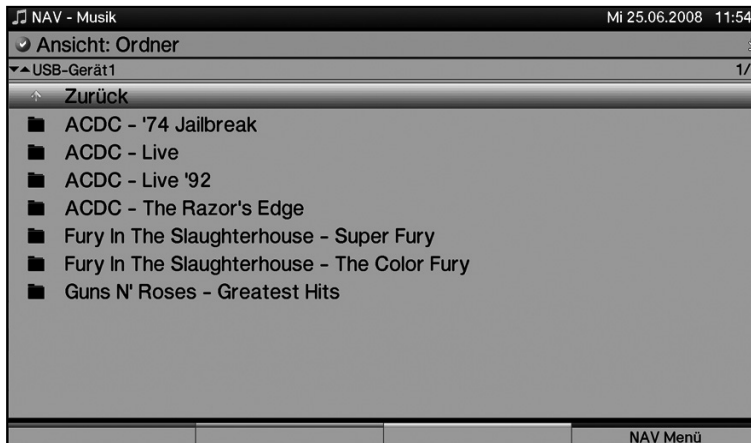 NAV - Musik Mi 25.06.2008 11:54
Ansicht: Ordner
USB-Gerät1 1/
Zurück
ACDC - '74 Jailbreak
ACDC - Live
ACDC - Live '92
ACDC - The Razor's Edge
Fury In The Slaughterhouse - Super Fury
Fury In The Slaughterhouse - The Color Fury
Guns N' Roses - Greatest Hits
NAV Menü